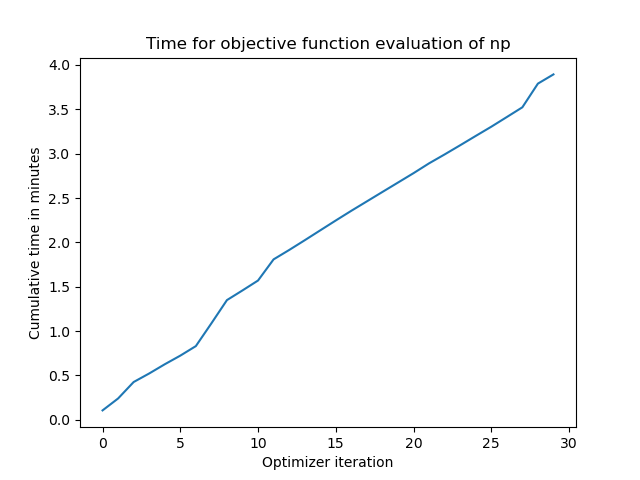 Time for objective function evaluation of np
4.0
3.5
3.0
2.5
2.0
1.5
1.0
0.5
0.0
Cumulative time in minutes
0 5 10 15 20 25 30
Optimizer iteration